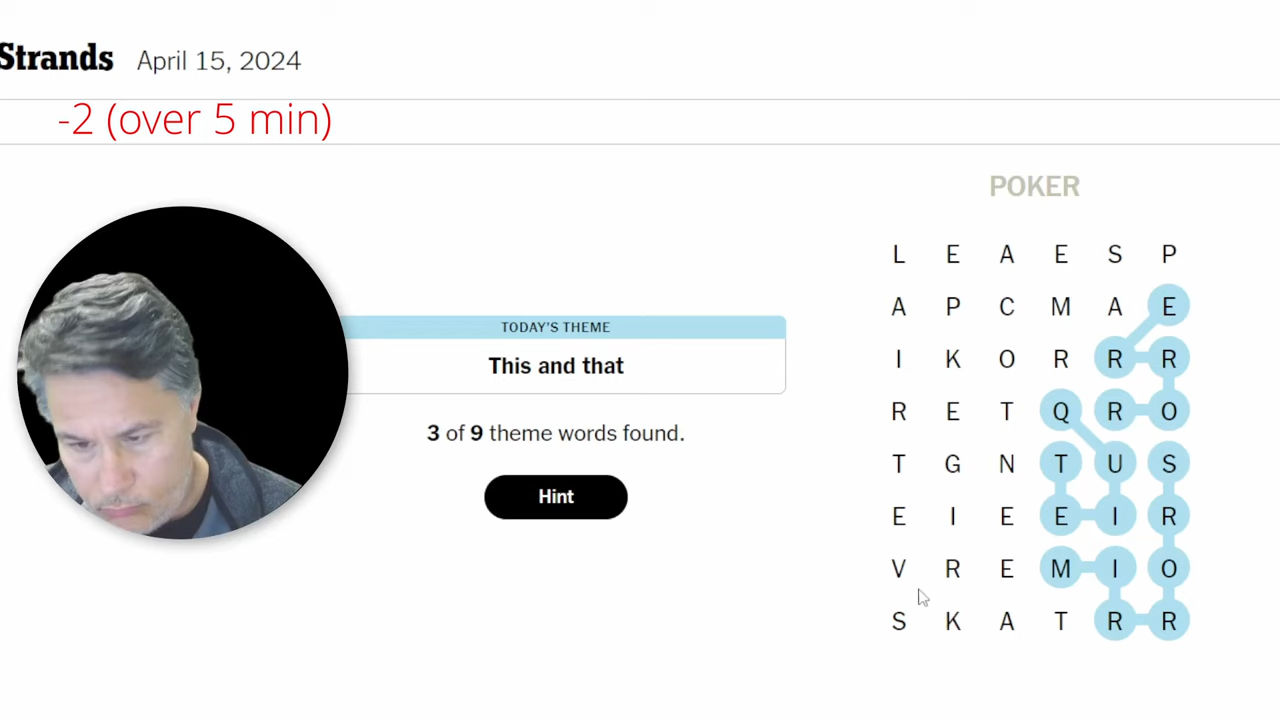 Strands April 15, 2024
-2 (over 5 min)
POKER
TODAY'S THEME
This and that
3 of 9 theme words found.
Hint
L E A E S P
A P C M A E
I K O R R R
R E T Q R O
T G N T U S
E I E E I R
V R E M I O
S K A T R R